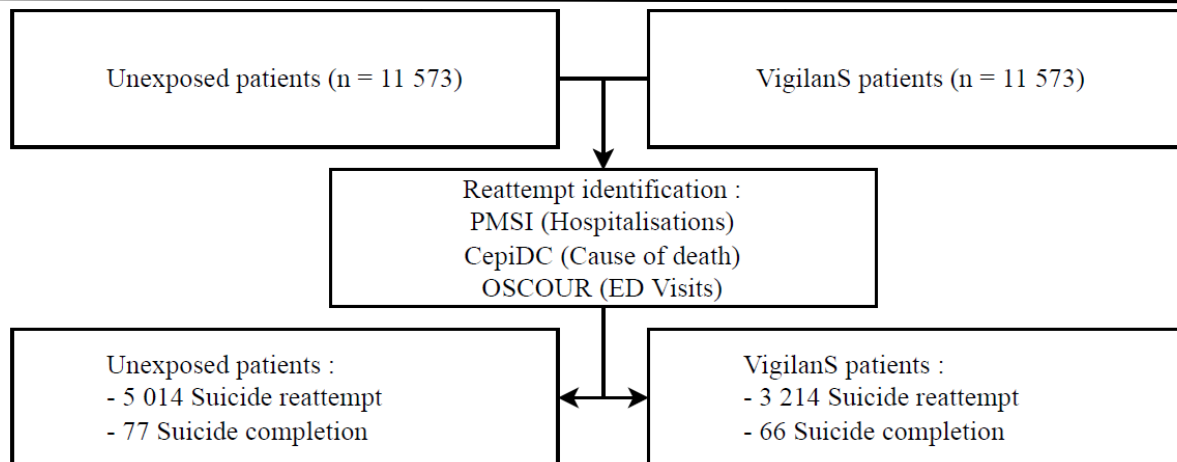 Unexposed patients (n = 11 573)
VigilanS patients (n = 11 573)
Reattempt identification :
PMSI (Hospitalisations)
CepiDC (Cause of death)
OSCOUR (ED Visits)
Unexposed patients :
- 5 014 Suicide reattempt
- 77 Suicide completion
VigilanS patients :
- 3 214 Suicide reattempt
- 66 Suicide completion